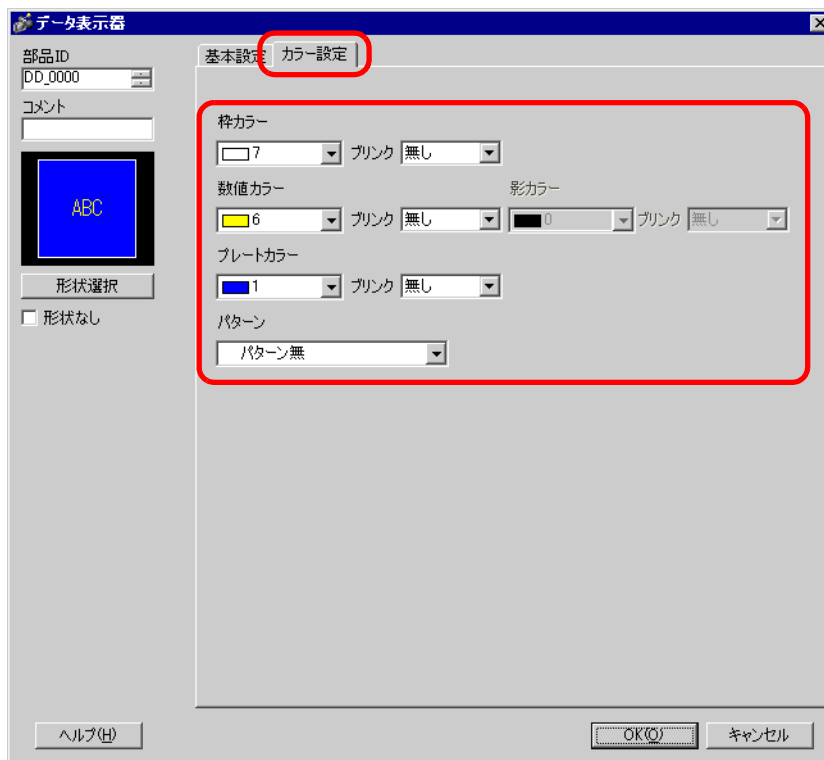 データ表示器
部品ID
DD_0000
コメント
ABC
形状選択
形状なし
基本設定
カラー設定
枠カラー
7
ブリンク
無し
数値カラー
影カラー
6
ブリンク
無し
0
ブリンク
無し
プレートカラー
1
ブリンク
無し
パターン
パターン無
ヘルプ(H)
OK(O)
キャンセル